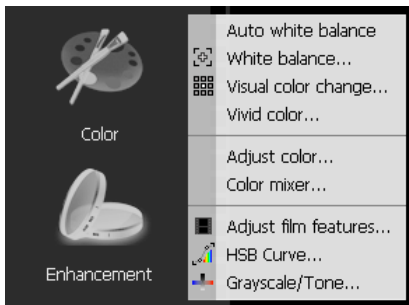 Auto white balance
White balance...
Visual color change...
Vivid color...
Color
Adjust color...
Color mixer...
Adjust film features...
HSB Curve...
Enhancement
Grayscale/Tone...